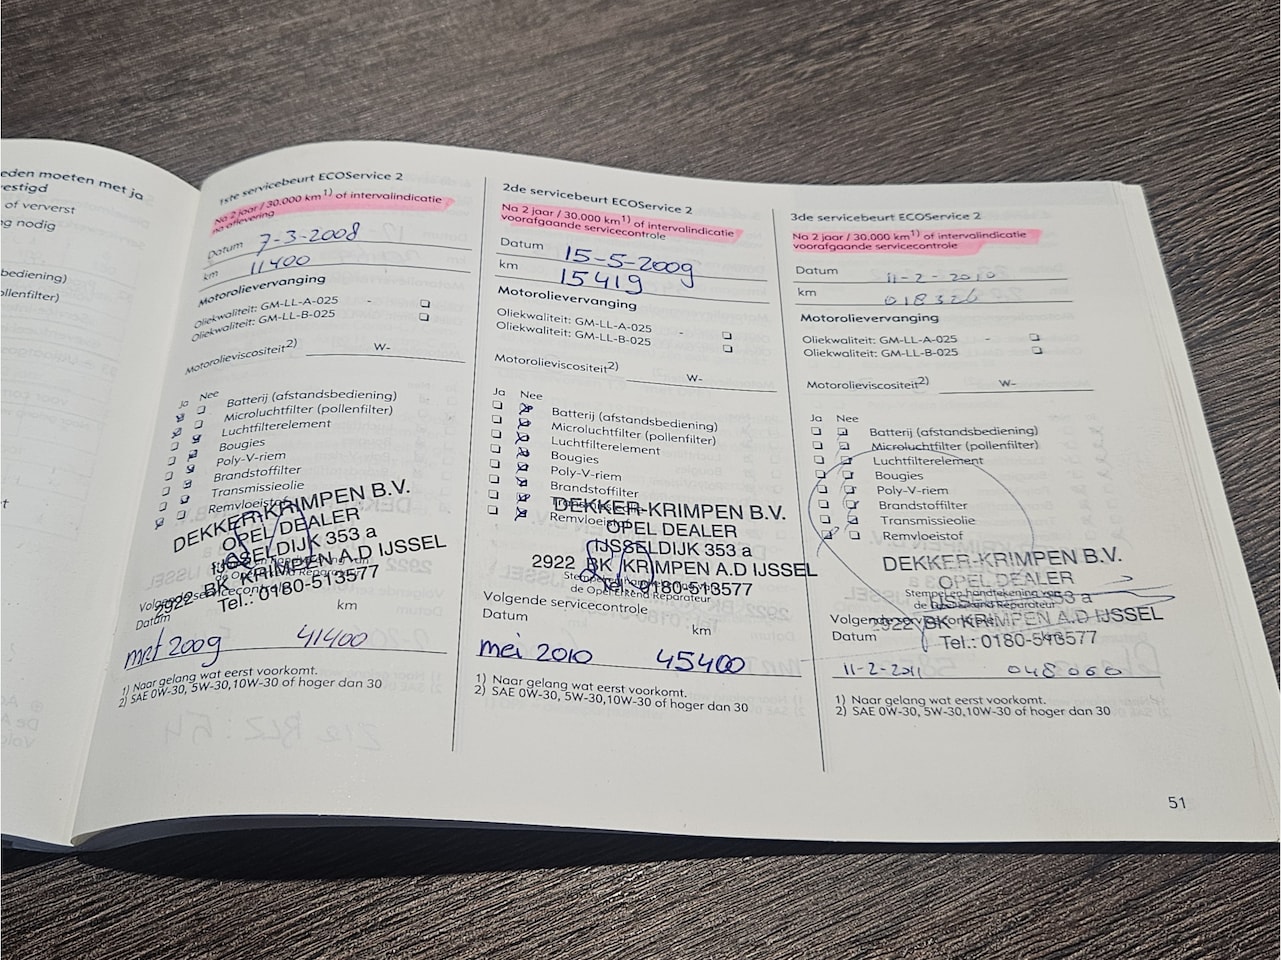 eden moeten met ja
estigd
of ververst
ng nodig
bediening)
ollenfilter)
1ste servicebeurt ECOService 2
Na 2 jaar / 30.000 km1) of intervalindicatie
na aflevering
Datum 7-3-2008
km 11400
Motorolievervanging
Oliekwaliteit: GM-LL-A-025 -
Oliekwaliteit: GM-LL-B-025
Motorolieviscositeit2) W-
Ja Nee
Batterij (afstandsbediening)
Microluchtfilter (pollenfilter)
Luchtfilterelement
Bougies
Poly-V-riem
Brandstoffilter
Transmissieolie
Remvloeistof
DEKKER-KRIMPEN B.V.
OPEL DEALER
IJSSELDIJK 353 a
2922 BK KRIMPEN A.D IJSSEL
Tel.: 0180-513577
Volgende servicecontrole
Datum km
mrt 2009 41400
1) Naar gelang wat eerst voorkomt.
2) SAE 0W-30, 5W-30,10W-30 of hoger dan 30
2de servicebeurt ECOService 2
Na 2 jaar / 30.000 km1) of intervalindicatie
voorafgaande servicecontrole
Datum 15-5-2009
km 15419
Motorolievervanging
Oliekwaliteit: GM-LL-A-025 -
Oliekwaliteit: GM-LL-B-025
Motorolieviscositeit2) W-
Ja Nee
Batterij (afstandsbediening)
Microluchtfilter (pollenfilter)
Luchtfilterelement
Bougies
Poly-V-riem
Brandstoffilter
Transmissieolie
Remvloeistof
DEKKER-KRIMPEN B.V.
OPEL DEALER
IJSSELDIJK 353 a
2922 BK KRIMPEN A.D IJSSEL
Tel.: 0180-513577
de Opel Erkend Reparateur
Volgende servicecontrole
Datum km
mei 2010 45400
1) Naar gelang wat eerst voorkomt.
2) SAE 0W-30, 5W-30,10W-30 of hoger dan 30
3de servicebeurt ECOService 2
Na 2 jaar / 30.000 km1) of intervalindicatie
voorafgaande servicecontrole
Datum 11-2-2010
km 018326
Motorolievervanging
Oliekwaliteit: GM-LL-A-025 -
Oliekwaliteit: GM-LL-B-025
Motorolieviscositeit2) W-
Ja Nee
Batterij (afstandsbediening)
Microluchtfilter (pollenfilter)
Luchtfilterelement
Bougies
Poly-V-riem
Brandstoffilter
Transmissieolie
Remvloeistof
DEKKER-KRIMPEN B.V.
OPEL DEALER
Stempel en handtekening van
IJSSELDIJK 353 a
2922 BK KRIMPEN A.D IJSSEL
Tel.: 0180-513577
Datum km
11-2-2011 048000
1) Naar gelang wat eerst voorkomt.
2) SAE 0W-30, 5W-30,10W-30 of hoger dan 30
51